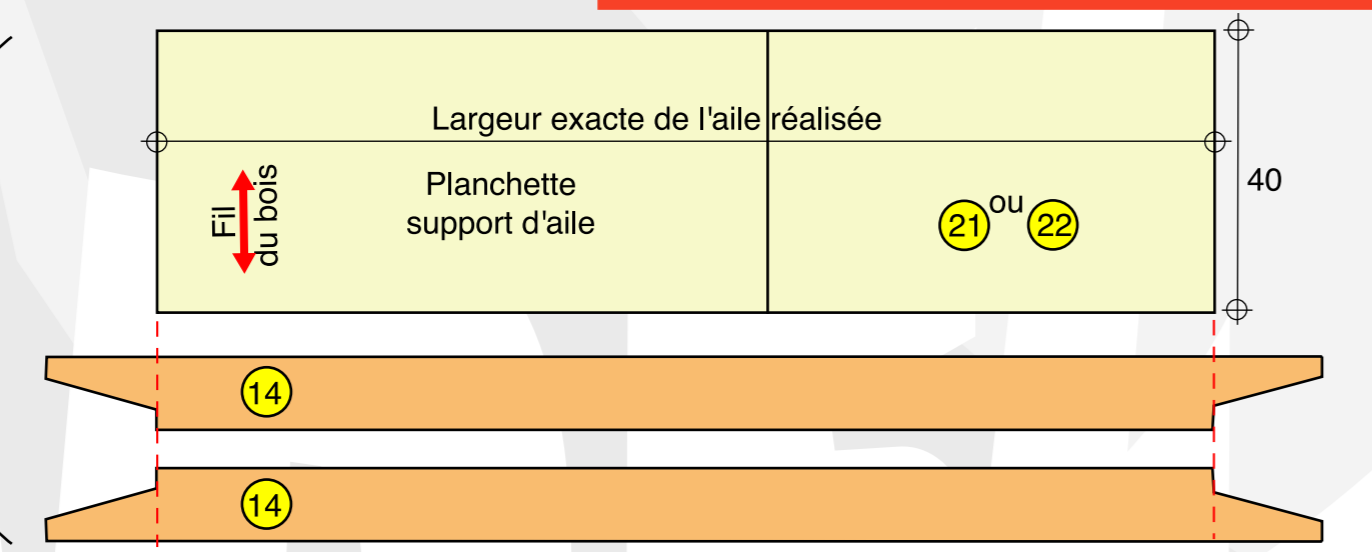 Largeur exacte de l'aile réalisée
Fil
du bois
Planchette
support d'aile
21 ou 22
40
14
14